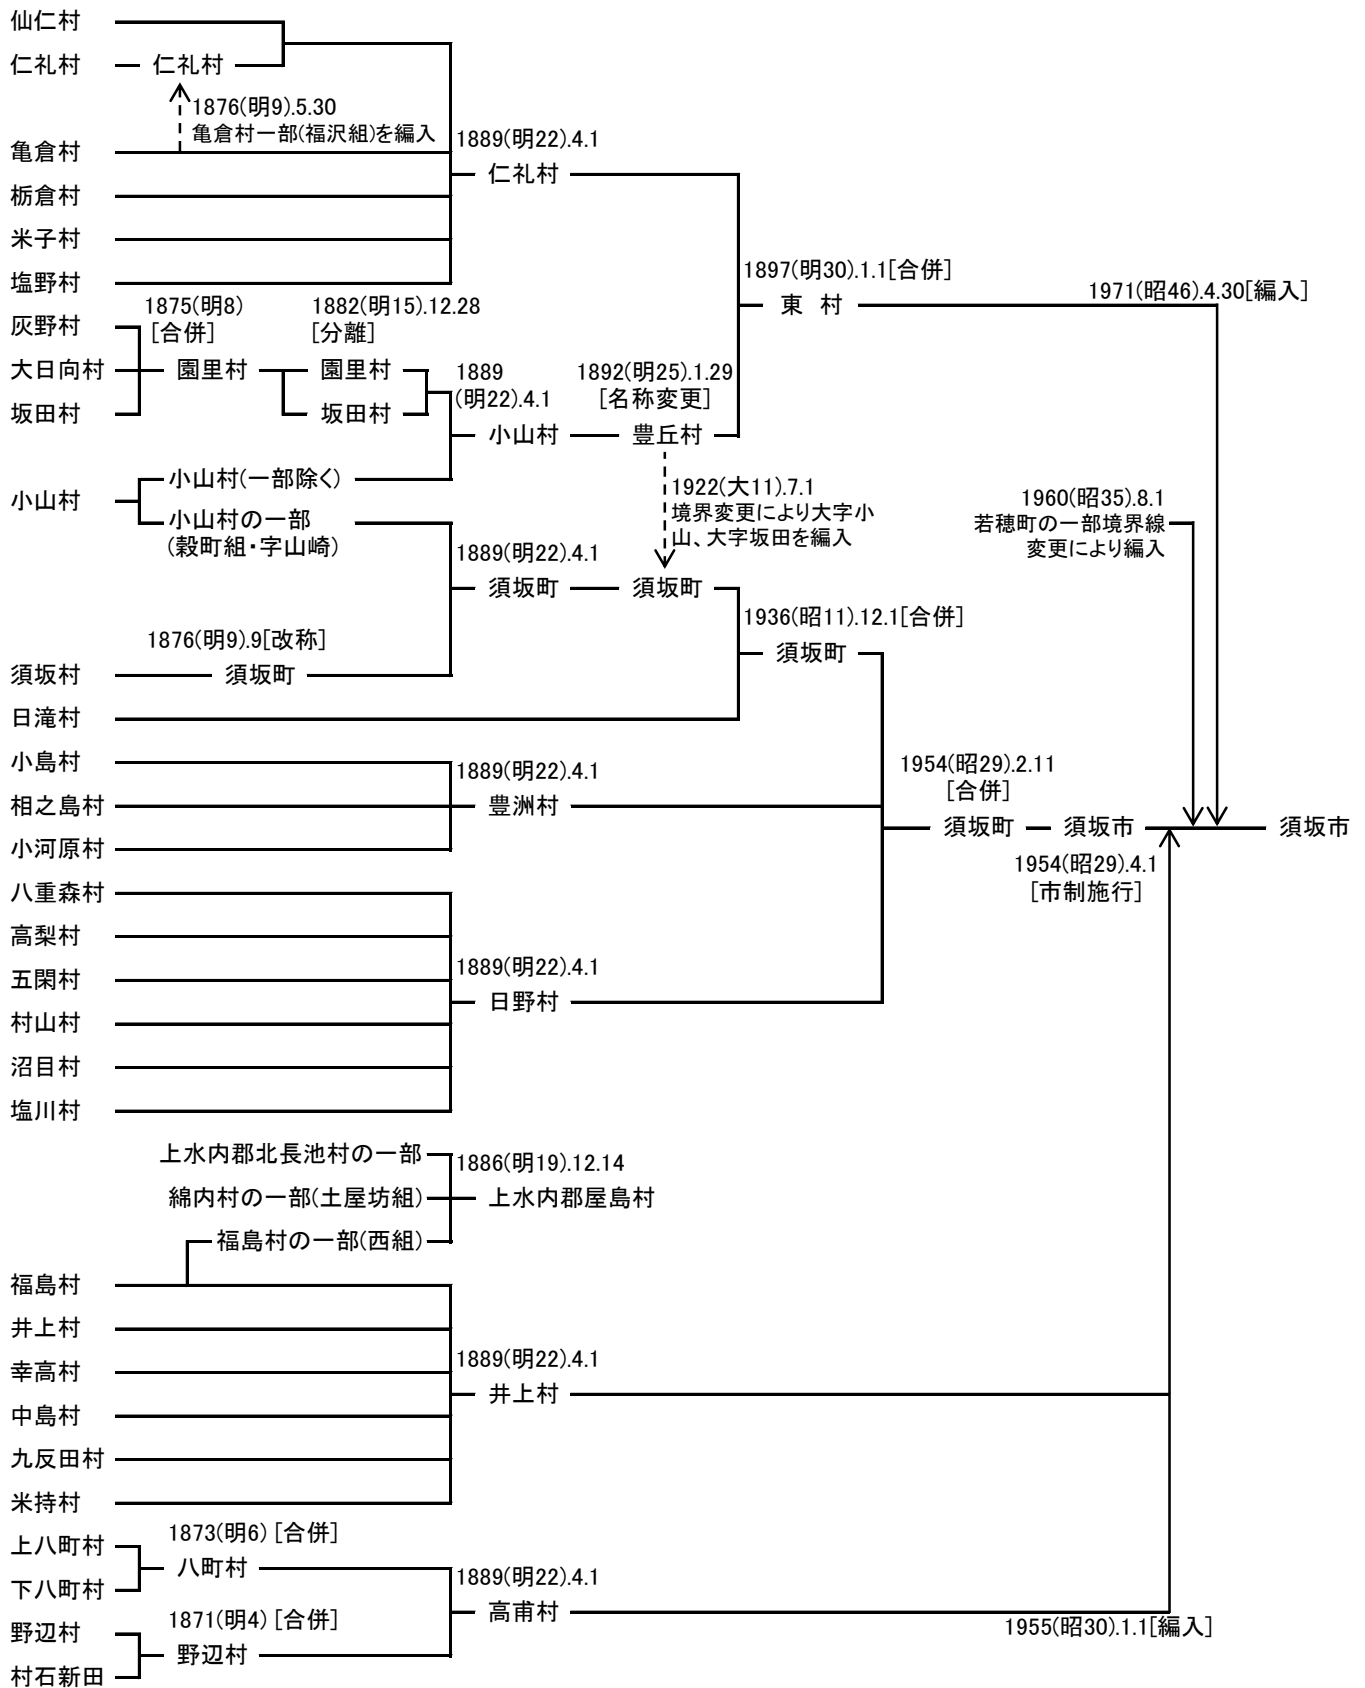 仙仁村
仁礼村
仁礼村
1876(明9).5.30
亀倉村一部(福沢組)を編入
亀倉村
1889(明22).4.1
仁礼村
栃倉村
米子村
塩野村
1897(明30).1.1[合併]
東 村
1971(昭46).4.30[編入]
灰野村
1875(明8)
[合併]
1882(明15).12.28
[分離]
大日向村
園里村
園里村
坂田村
坂田村
1889
(明22).4.1
小山村
1892(明25).1.29
[名称変更]
豊丘村
小山村
小山村(一部除く)
小山村の一部
(穀町組・字山崎)
1922(大11).7.1
境界変更により大字小
山、大字坂田を編入
1960(昭35).8.1
若穂町の一部境界線
変更により編入
1889(明22).4.1
須坂町
須坂町
1936(昭11).12.1[合併]
須坂町
1876(明9).9[改称]
須坂村
須坂町
日滝村
小島村
1889(明22).4.1
相之島村
豊洲村
小河原村
1954(昭29).2.11
[合併]
須坂町
須坂市
須坂市
1954(昭29).4.1
[市制施行]
八重森村
高梨村
五閑村
1889(明22).4.1
日野村
村山村
沼目村
塩川村
上水内郡北長池村の一部
1886(明19).12.14
綿内村の一部(土屋坊組)
上水内郡屋島村
福島村の一部(西組)
福島村
井上村
幸高村
1889(明22).4.1
井上村
中島村
九反田村
米持村
上八町村
1873(明6) [合併]
八町村
下八町村
1889(明22).4.1
高甫村
野辺村
1871(明4) [合併]
野辺村
村石新田
1955(昭30).1.1[編入]